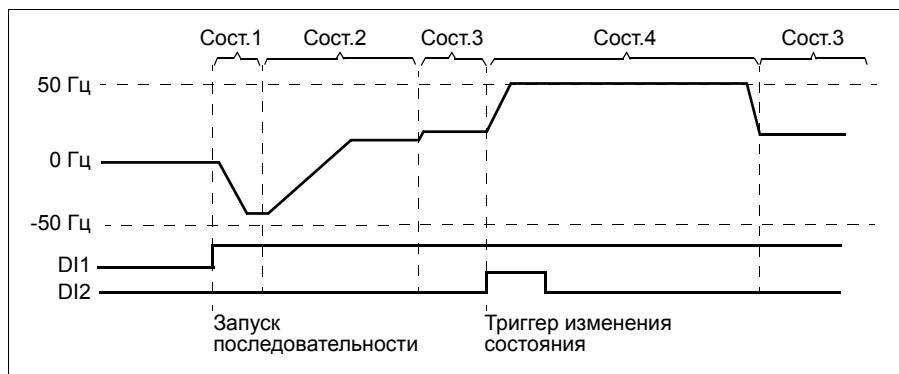 Сост.1 Сост.2 Сост.3 Сост.4 Сост.3
50 Гц
0 Гц
-50 Гц
DI1
DI2
Запуск
последовательности
Триггер изменения
состояния